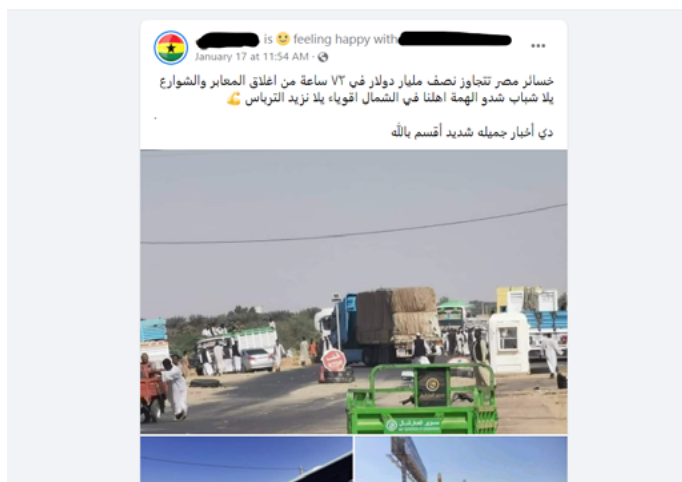 is feeling happy with
January 17 at 11:54 AM ·
خسائر مصر تتجاوز نصف مليار دولار في ٧٢ ساعة من اغلاق المعابر والشوارع
يلا شباب شدو الهمة اهلنا في الشمال اقوياء يلا نزيد الترباس
.
دي أخبار جميله شديد أقسم بالله